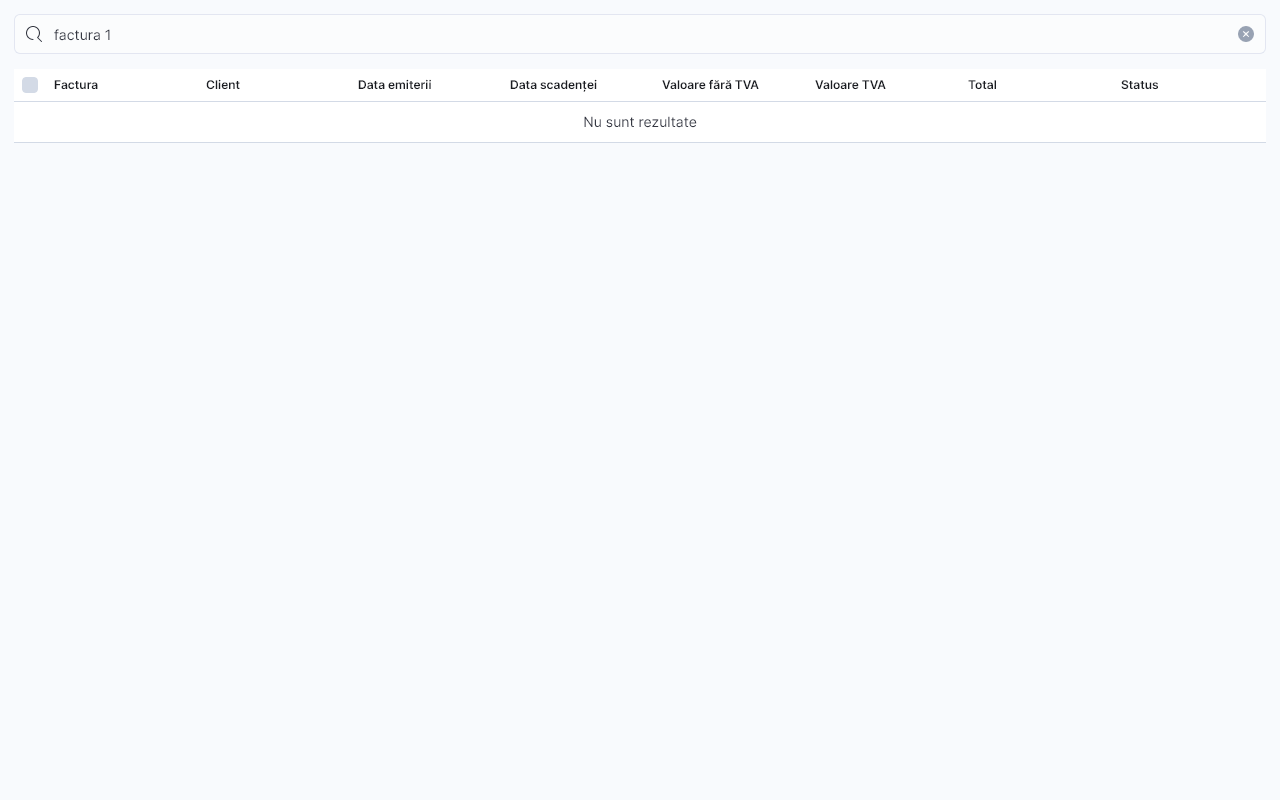 factura 1
Factura Client Data emiterii Data scadenței Valoare fără TVA Valoare TVA Total Status
Nu sunt rezultate